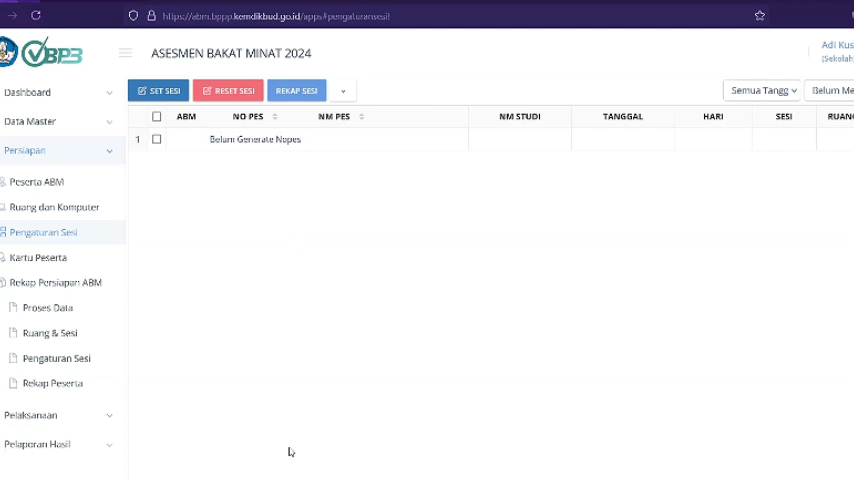 https://abm.bppp.kemdikbud.go.id/apps#pengaturansesi!
BP3
ASESMEN BAKAT MINAT 2024
Adi Kus
(Sekolah
SET SESI
RESET SESI
REKAP SESI
Semua Tangg
Belum Me
ABM
NO PES
NM PES
NM STUDI
TANGGAL
HARI
SESI
RUANG
1
Belum Generate Nopes
Dashboard
Data Master
Persiapan
Peserta ABM
Ruang dan Komputer
Pengaturan Sesi
Kartu Peserta
Rekap Persiapan ABM
Proses Data
Ruang & Sesi
Pengaturan Sesi
Rekap Peserta
Pelaksanaan
Pelaporan Hasil